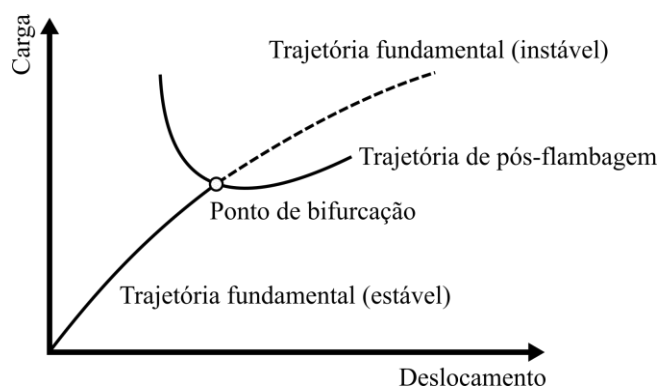 Carga
Trajetória fundamental (instável)
Trajetória de pós-flambagem
Ponto de bifurcação
Trajetória fundamental (estável)
Deslocamento